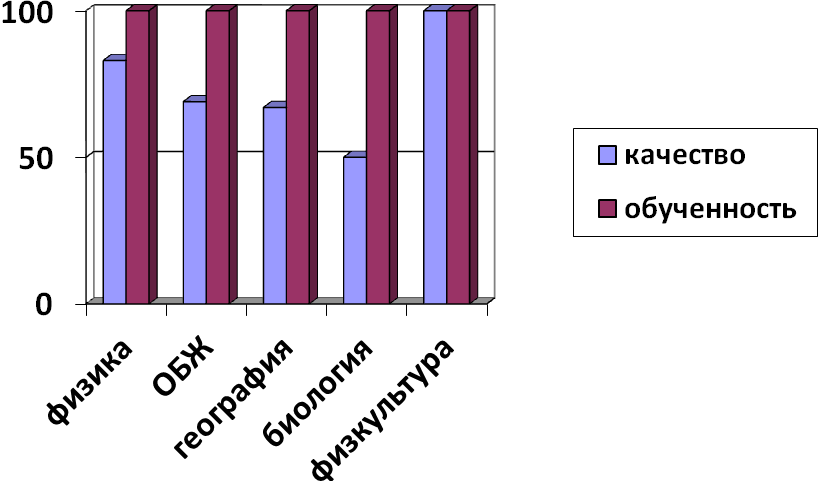 100
50
0
физика
ОБЖ
география
биология
физкультура
качество
обученность